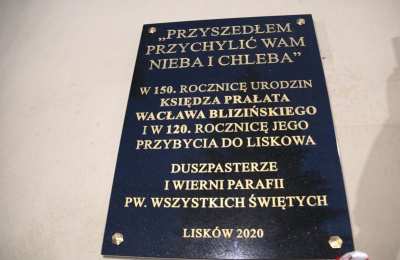 „PRZYSZEDŁEM
PRZYCHYLIĆ WAM
NIEBA I CHLEBA”
W 150. ROCZNICĘ URODZIN
KSIĘDZA PRAŁATA
WACŁAWA BLIZIŃSKIEGO
I W 120. ROCZNICĘ JEGO
PRZYBYCIA DO LISKOWA
DUSZPASTERZE
I WIERNI PARAFII
PW. WSZYSTKICH ŚWIĘTYCH
LISKÓW 2020